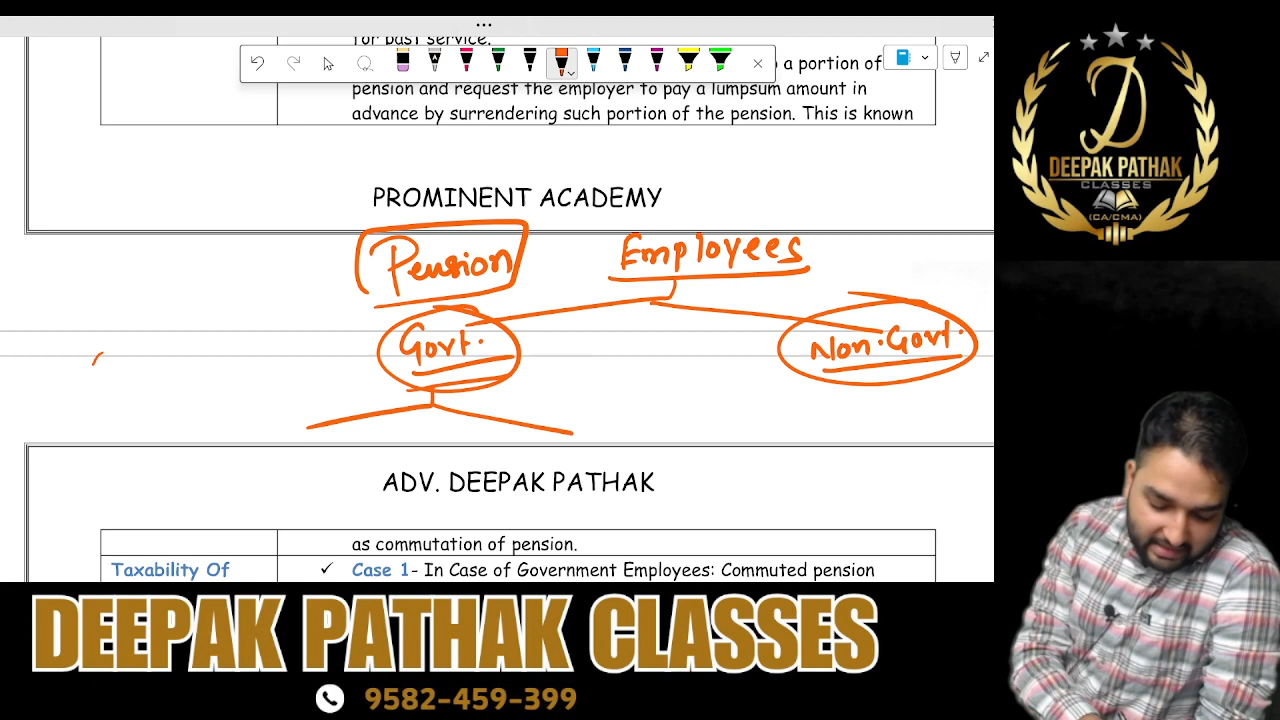 for past service.
a portion of
pension and request the employer to pay a lumpsum amount in
advance by surrendering such portion of the pension. This is known
PROMINENT ACADEMY
Pension
Employees
Govt.
Non.Govt.
ADV. DEEPAK PATHAK
as commutation of pension.
Taxability Of
✓ Case 1- In Case of Government Employees: Commuted pension
D
DEEPAK PATHAK
CLASSES
(CA/CMA)
DEEPAK PATHAK CLASSES
9582-459-399